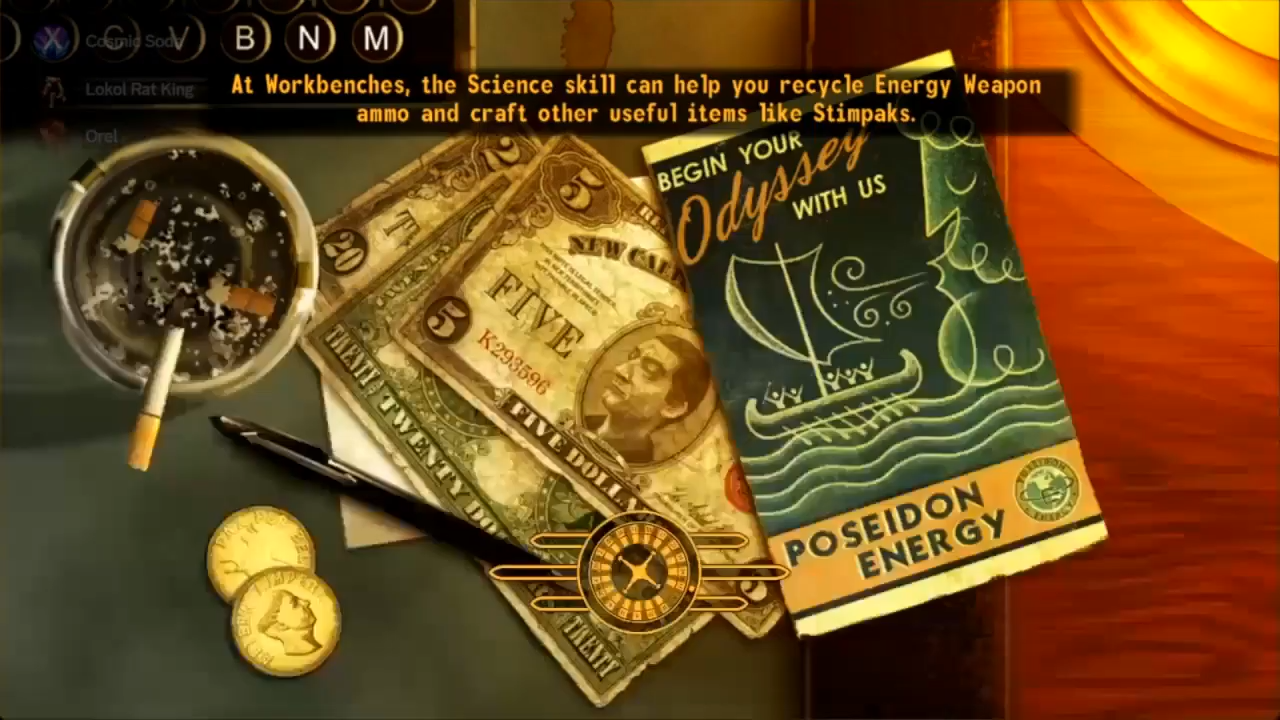 X C V B N M
Cosmic Soda
Lokol Rat King
Orel
At Workbenches, the Science skill can help you recycle Energy Weapon
ammo and craft other useful items like Stimpaks.
BEGIN YOUR
Odyssey
WITH US
POSEIDON
ENERGY
20
TWENTY
5
NEW
FIVE
5
K293596
FIVE
TWENTY DO
TWENTY
TWENTY